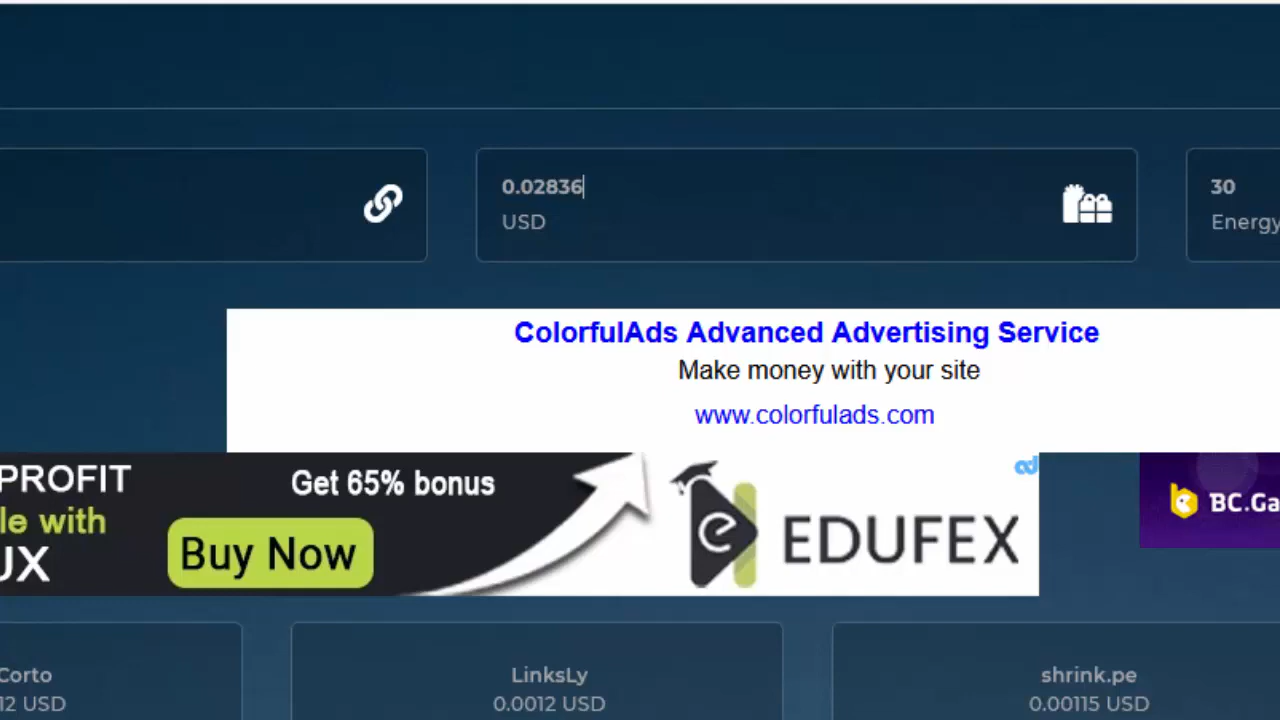 0.02836
USD
30
Energy
ColorfulAds Advanced Advertising Service
Make money with your site
www.colorfulads.com
PROFIT
le with
UX
Get 65% bonus
Buy Now
e
EDUFEX
ad
BC.Ga
Corto
12 USD
LinksLy
0.0012 USD
shrink.pe
0.00115 USD